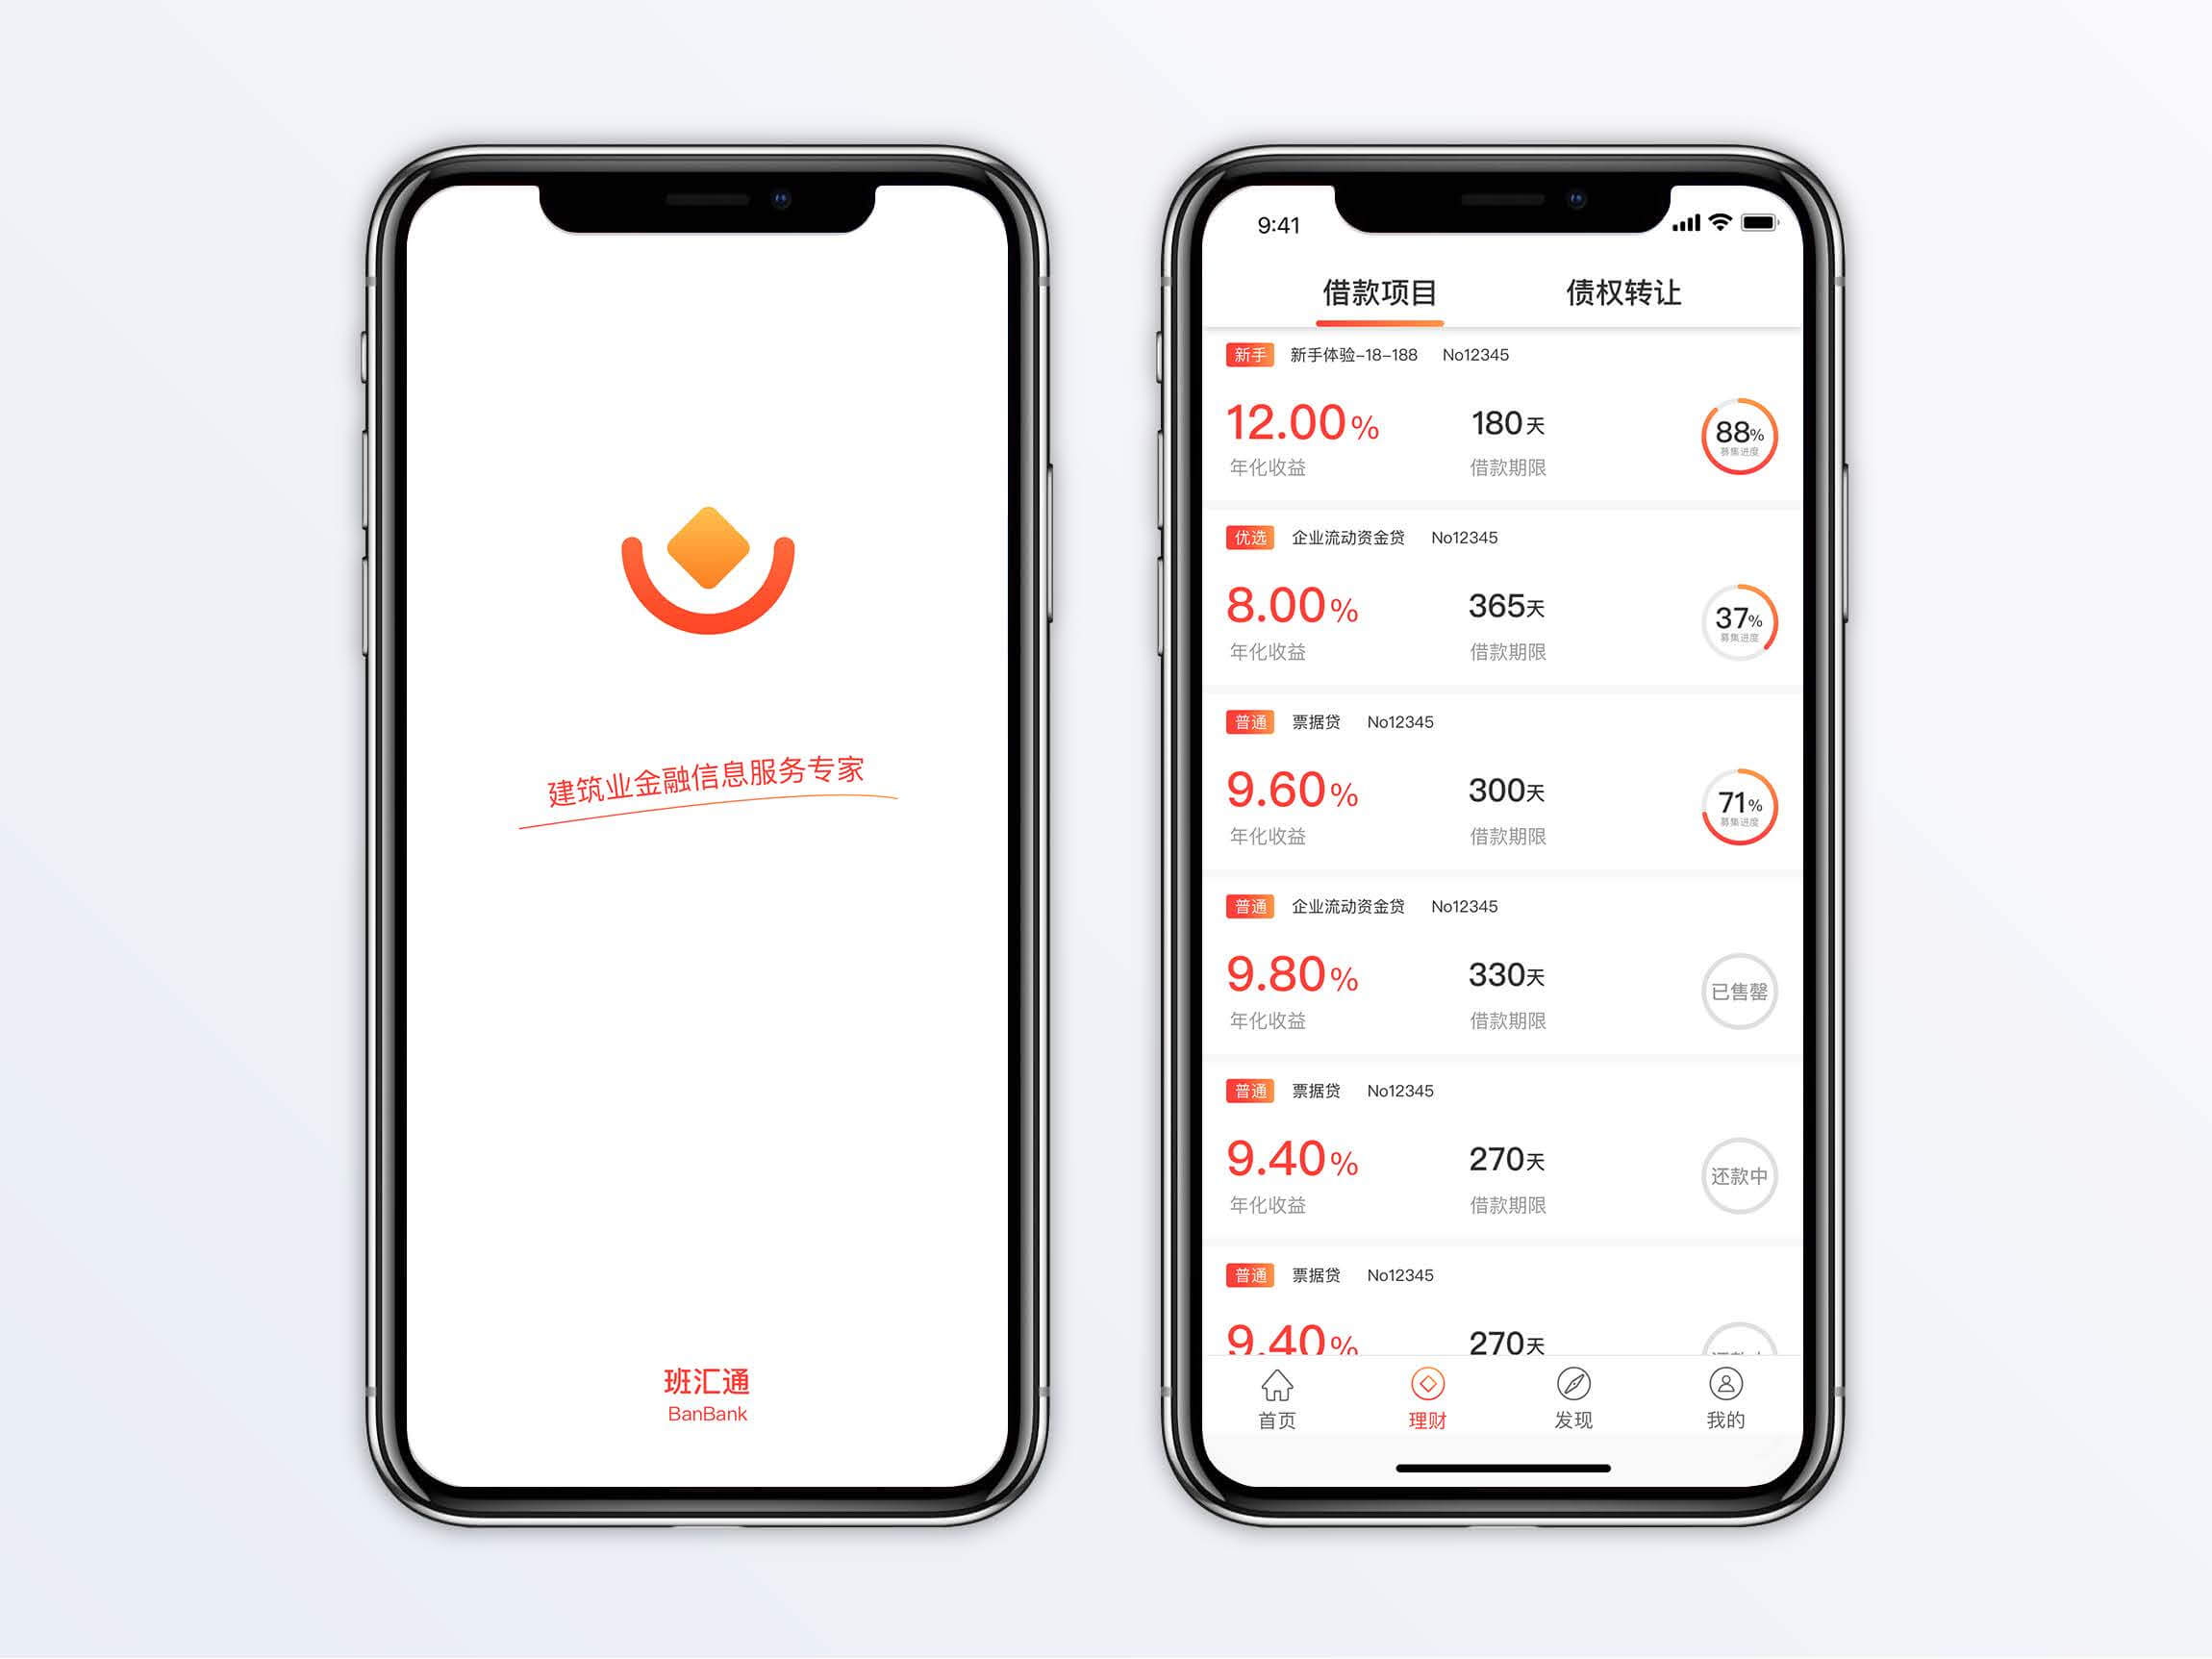 建筑业金融信息服务专家
班汇通
BanBank
9:41
借款项目 债权转让
新手 新手体验-18-188 No12345
12.00% 180天 88%
募集进度
年化收益 借款期限
优选 企业流动资金贷 No12345
8.00% 365天 37%
募集进度
年化收益 借款期限
普通 票据贷 No12345
9.60% 300天 71%
募集进度
年化收益 借款期限
普通 企业流动资金贷 No12345
9.80% 330天 已售罄
年化收益 借款期限
普通 票据贷 No12345
9.40% 270天 还款中
年化收益 借款期限
普通 票据贷 No12345
9.40% 270天
首页 理财 发现 我的